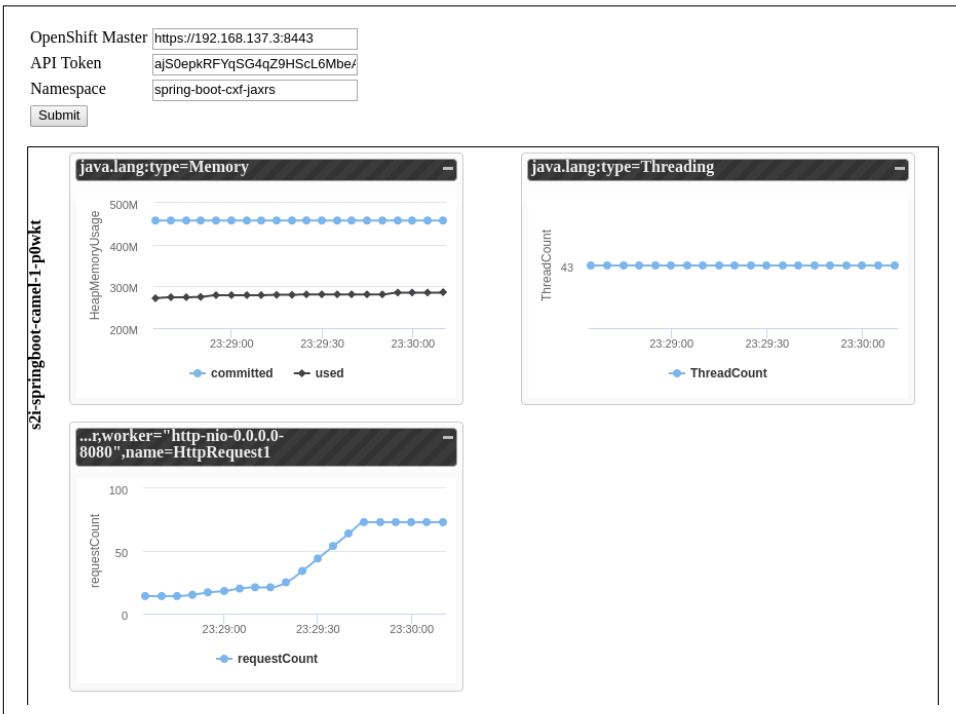 OpenShift Master https://192.168.137.3:8443
API Token ajS0epkRFYqSG4qZ9HScL6Mbe
Namespace spring-boot-cxf-jaxrs
Submit
s2i-springboot-camel-1-p0wkt
java.lang:type=Memory
HeapMemoryUsage
500M
400M
300M
200M
23:29:00 23:29:30 23:30:00
committed used
java.lang:type=Threading
ThreadCount
43
23:29:00 23:29:30 23:30:00
ThreadCount
...r,worker="http-nio-0.0.0.0-
8080",name=HttpRequest1
requestCount
100
50
0
23:29:00 23:29:30 23:30:00
requestCount